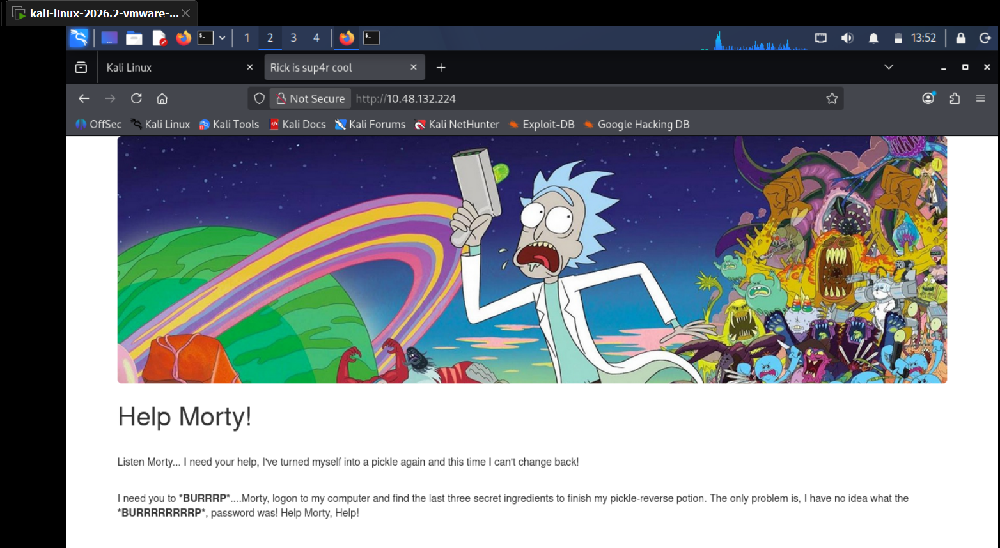 kali-linux-2026.2-vmware-...
1 2 3 4 13:52
Kali Linux Rick is sup4r cool
Not Secure http://10.48.132.224
OffSec Kali Linux Kali Tools Kali Docs Kali Forums Kali NetHunter Exploit-DB Google Hacking DB
Help Morty!
Listen Morty... I need your help, I've turned myself into a pickle again and this time I can't change back!
I need you to *BURRRP*....Morty, logon to my computer and find the last three secret ingredients to finish my pickle-reverse potion. The only problem is, I have no idea what the
*BURRRRRRRRP*, password was! Help Morty, Help!